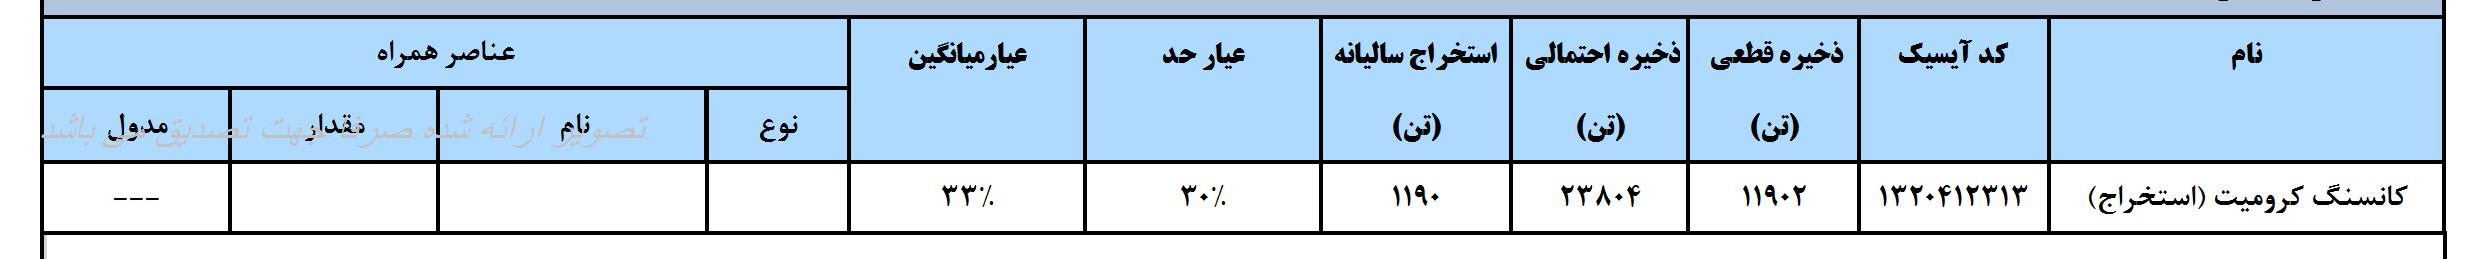 نام
کد آیسیک
ذخیره قطعی
(تن)
ذخیره احتمالی
(تن)
استخراج سالیانه
(تن)
عیار حد
عیارمیانگین
عناصر همراه
نوع
نام
مقدار
مدول
تصویر ارائه شده صرفا جهت تصدیق می باشد
کانسنگ کرومیت (استخراج)
۱۳۲۰۴۱۲۳۱۳
۱۱۹۰۲
۲۳۸۰۴
۱۱۹۰
۳۰٪
۳۳٪
---